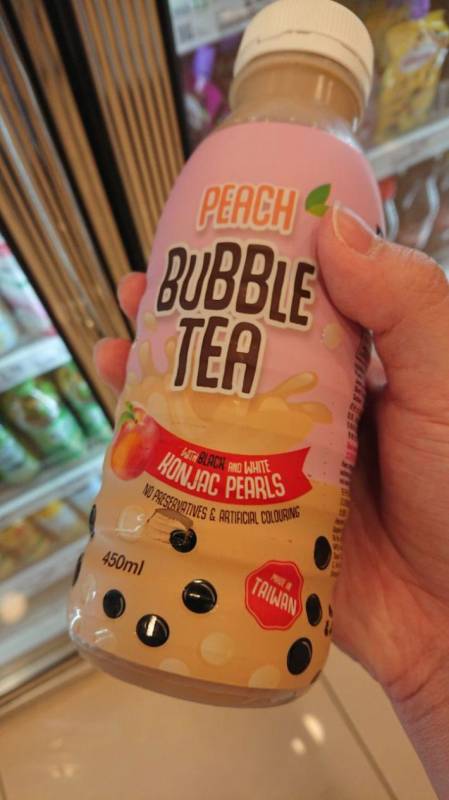 PEACH
BUBBLE
TEA
WITH BLACK AND WHITE
KONJAC PEARLS
NO PRESERVATIVES & ARTIFICIAL COLOURING
450ml
MADE IN
TAIWAN